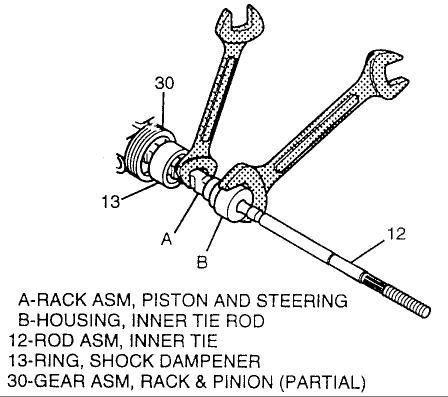 30
13
A
B
12
A-RACK ASM, PISTON AND STEERING
B-HOUSING, INNER TIE ROD
12-ROD ASM, INNER TIE
13-RING, SHOCK DAMPENER
30-GEAR ASM, RACK & PINION (PARTIAL)